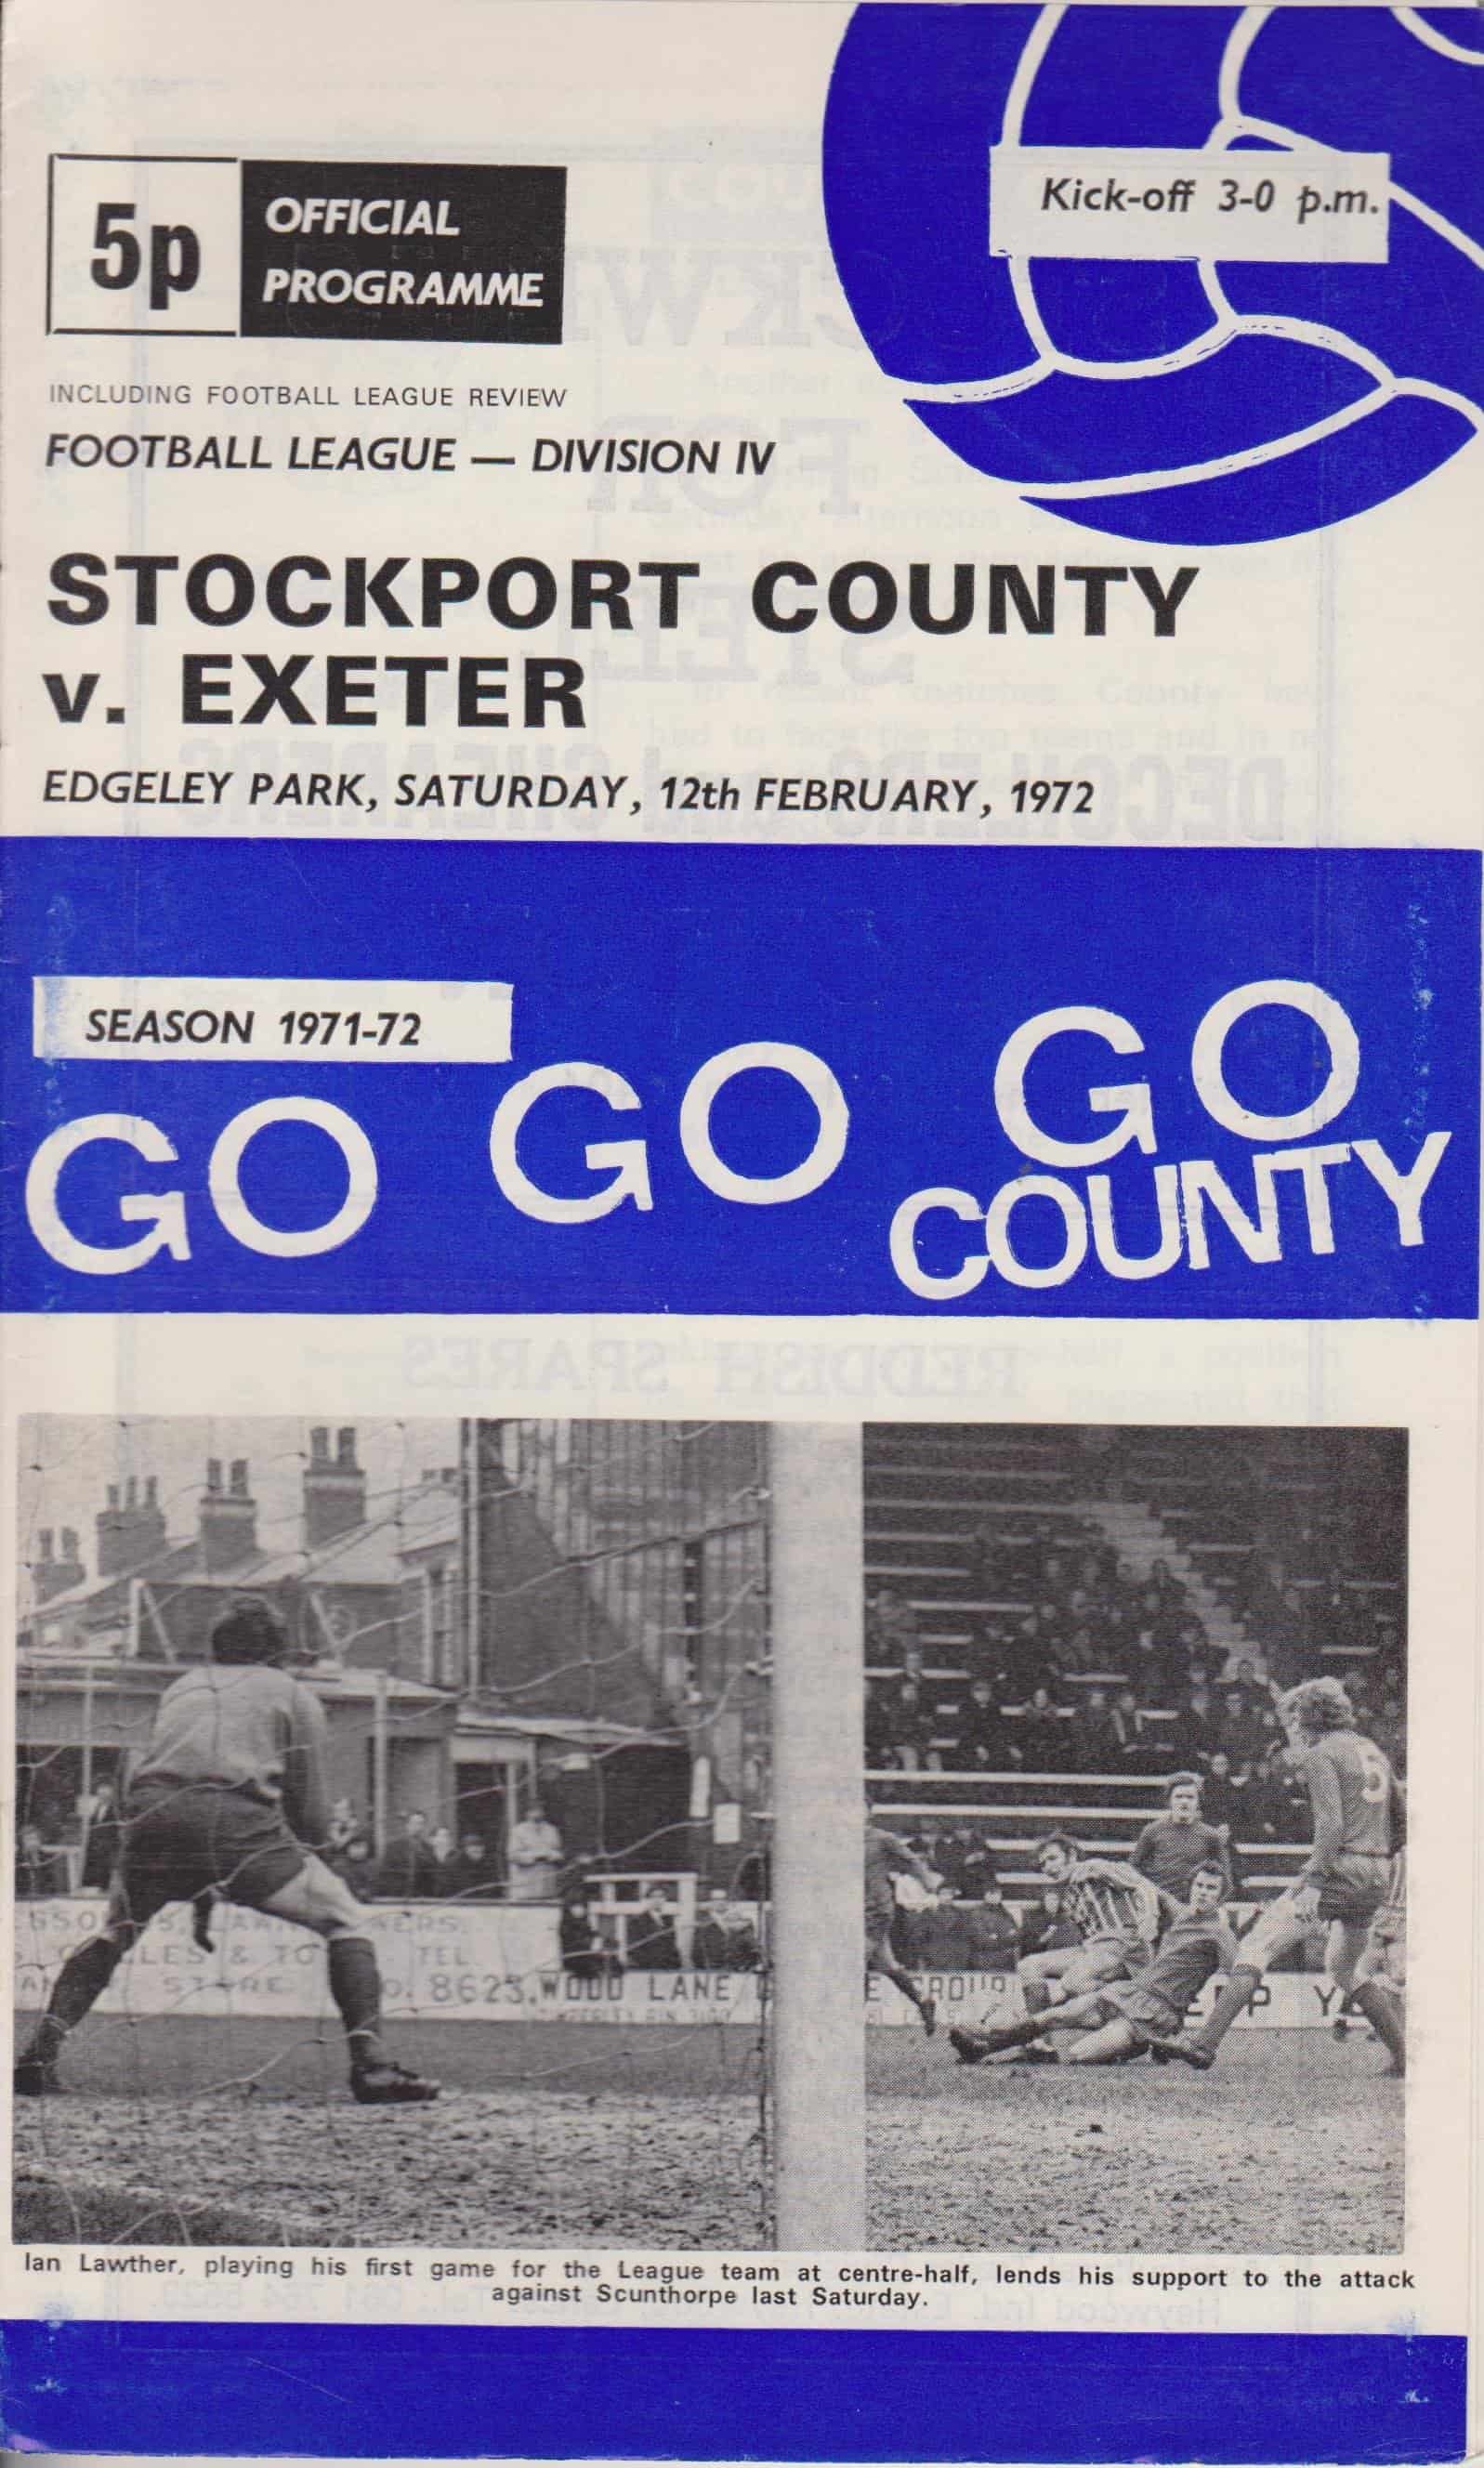 Kick-off 3-0 p.m.
5p
OFFICIAL
PROGRAMME
INCLUDING FOOTBALL LEAGUE REVIEW
FOOTBALL LEAGUE — DIVISION IV
STOCKPORT COUNTY
v. EXETER
EDGELEY PARK, SATURDAY, 12th FEBRUARY, 1972
SEASON 1971-72
GO GO GO
COUNTY
5
TEL
8623. WOOD LANE
Ian Lawther, playing his first game for the League team at centre-half, lends his support to the attack
against Scunthorpe last Saturday.